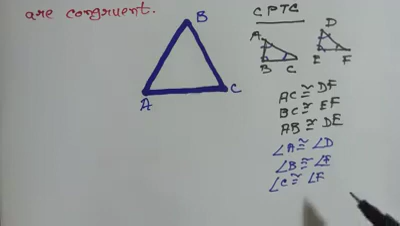 are congruent.
B
A
C
CPTC
A
B C
D
E F
AC ≅ DF
BC ≅ EF
AB ≅ DE
∠A ≅ ∠D
∠B ≅ ∠E
∠C ≅ ∠F